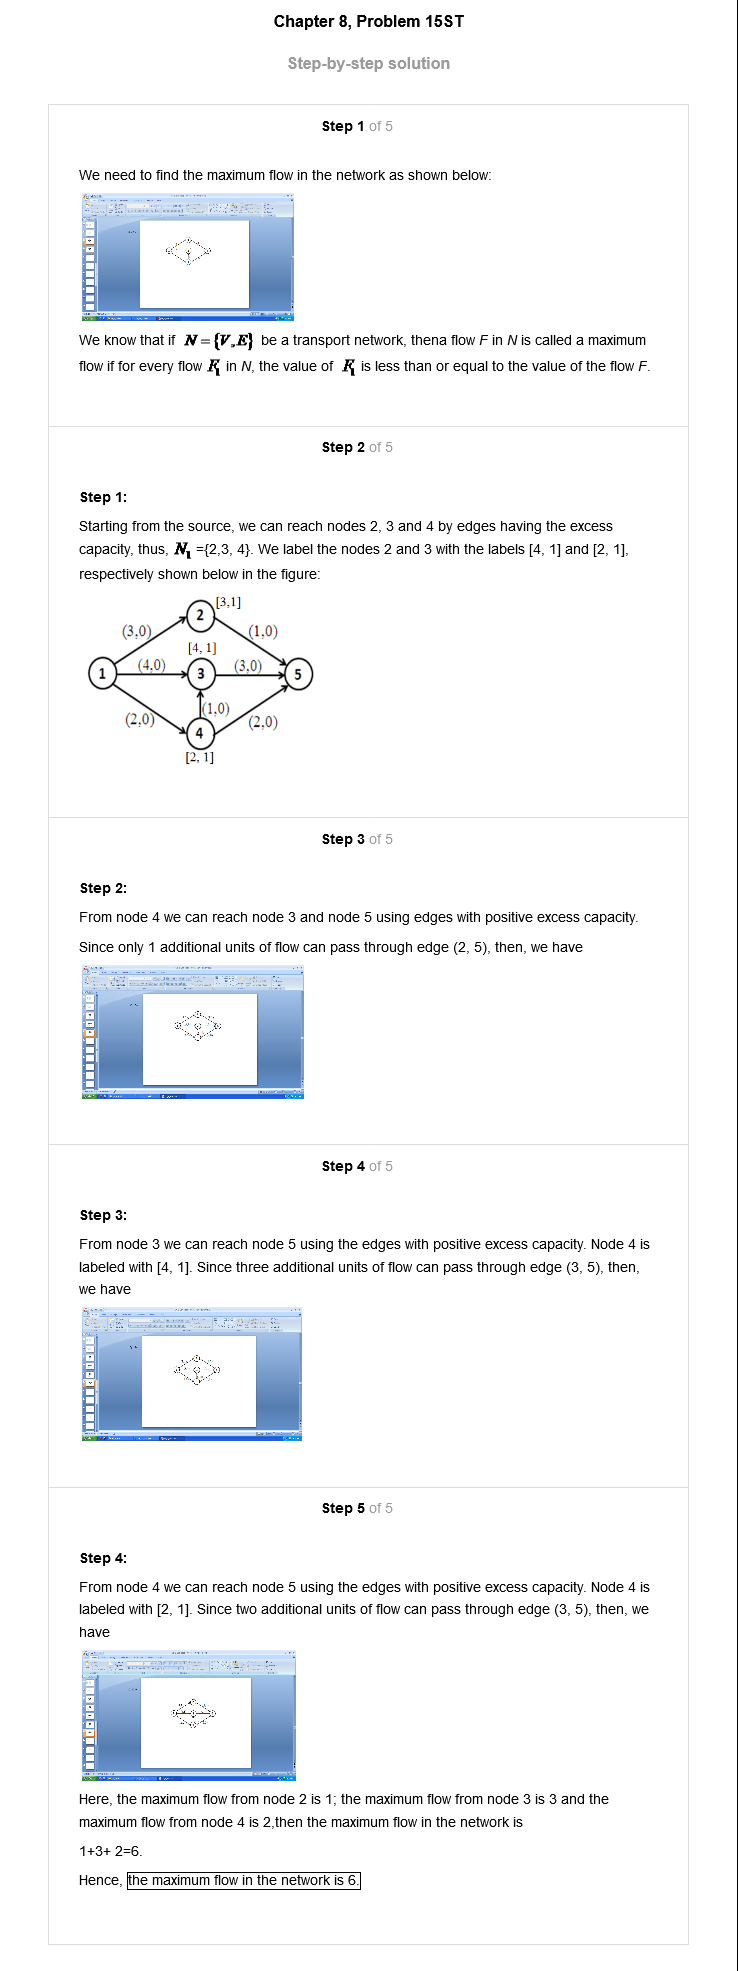 Chapter 8, Problem 15ST
Step-by-step solution
Step 1 of 5
We need to find the maximum flow in the network as shown below:
We know that if N = {V, E} be a transport network, thena flow F in N is called a maximum
flow if for every flow F₁ in N, the value of F₁ is less than or equal to the value of the flow F.
Step 2 of 5
Step 1:
Starting from the source, we can reach nodes 2, 3 and 4 by edges having the excess
capacity, thus, N₁ ={2,3, 4}. We label the nodes 2 and 3 with the labels [4, 1] and [2, 1],
respectively shown below in the figure:
[3,1]
2
(3,0)
(1,0)
[4, 1]
1
(4,0)
3
(3,0)
5
(2,0)
(1,0)
(2,0)
4
[2, 1]
Step 3 of 5
Step 2:
From node 4 we can reach node 3 and node 5 using edges with positive excess capacity.
Since only 1 additional units of flow can pass through edge (2, 5), then, we have
Step 4 of 5
Step 3:
From node 3 we can reach node 5 using the edges with positive excess capacity. Node 4 is
labeled with [4, 1]. Since three additional units of flow can pass through edge (3, 5), then,
we have
Step 5 of 5
Step 4:
From node 4 we can reach node 5 using the edges with positive excess capacity. Node 4 is
labeled with [2, 1]. Since two additional units of flow can pass through edge (3, 5), then, we
have
Here, the maximum flow from node 2 is 1; the maximum flow from node 3 is 3 and the
maximum flow from node 4 is 2,then the maximum flow in the network is
1+3+ 2=6.
Hence, the maximum flow in the network is 6.